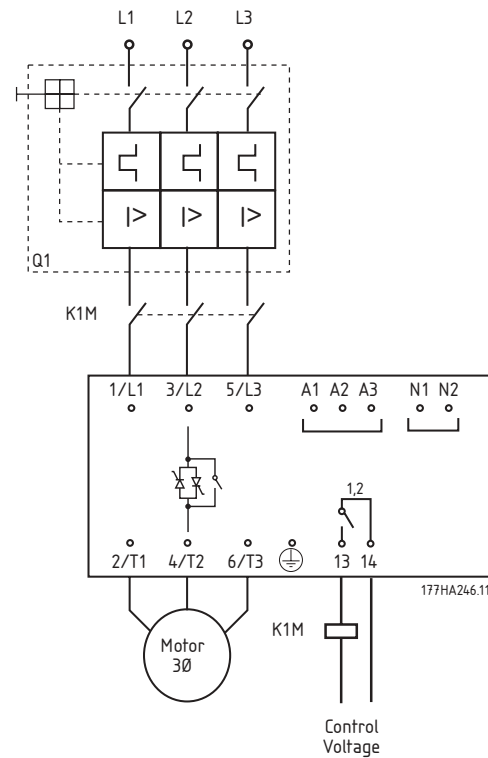 L1 L2 L3
I> I> I>
Q1
K1M
1/L1 3/L2 5/L3 A1 A2 A3 N1 N2
1,2
2/T1 4/T2 6/T3 13 14
177HA246.11
K1M
Motor
3Ø
Control
Voltage